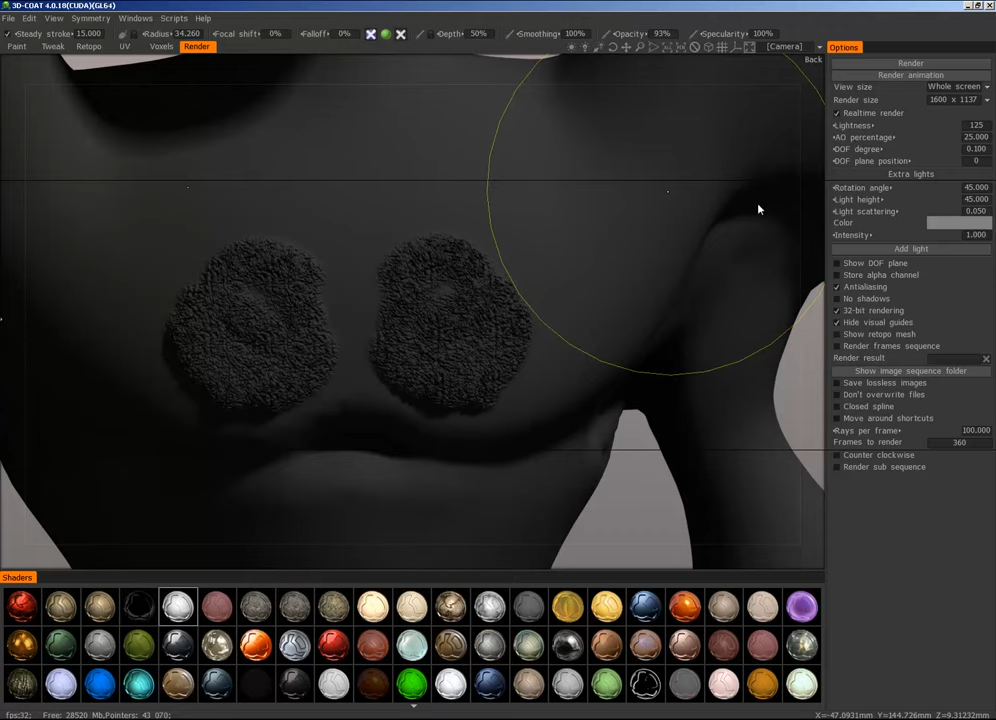 3D-COAT 4.0.18(CUDA)(GL64)
File View Symmetry Windows Scripts Help
Steady stroke 15.000 Radius 34.260 Focal shift 0% Falloff 0% Depth 50% Smoothing 100% Opacity 93% Specularity 100%
Paint Tweak Retopo UV Voxels Render [Camera] Options
Back
Render
Render animation
View size Whole screen
Render size 1600 x 1137
Realtime render
Lightness 125
AO percentage 25.000
DOF degree 0.100
DOF plane position 0
Extra lights
Rotation angle 45.000
Light height 45.000
Light scattering 0.050
Color
Intensity 1.000
Add light
Show DOF plane
Store alpha channel
Antialiasing
No shadows
32-bit rendering
Hide visual guides
Show retopo mesh
Render frames sequence
Render result
Show image sequence folder
Save lossless images
Don't overwrite files
Closed spline
Move around shortcuts
Rays per frame 100.000
Frames to render 360
Counter clockwise
Render sub sequence
Shaders
fps:32; Free: 28520 Mb,Pointers: 43 070; X=-47.0931mm Y=144.726mm Z=9.31232mm